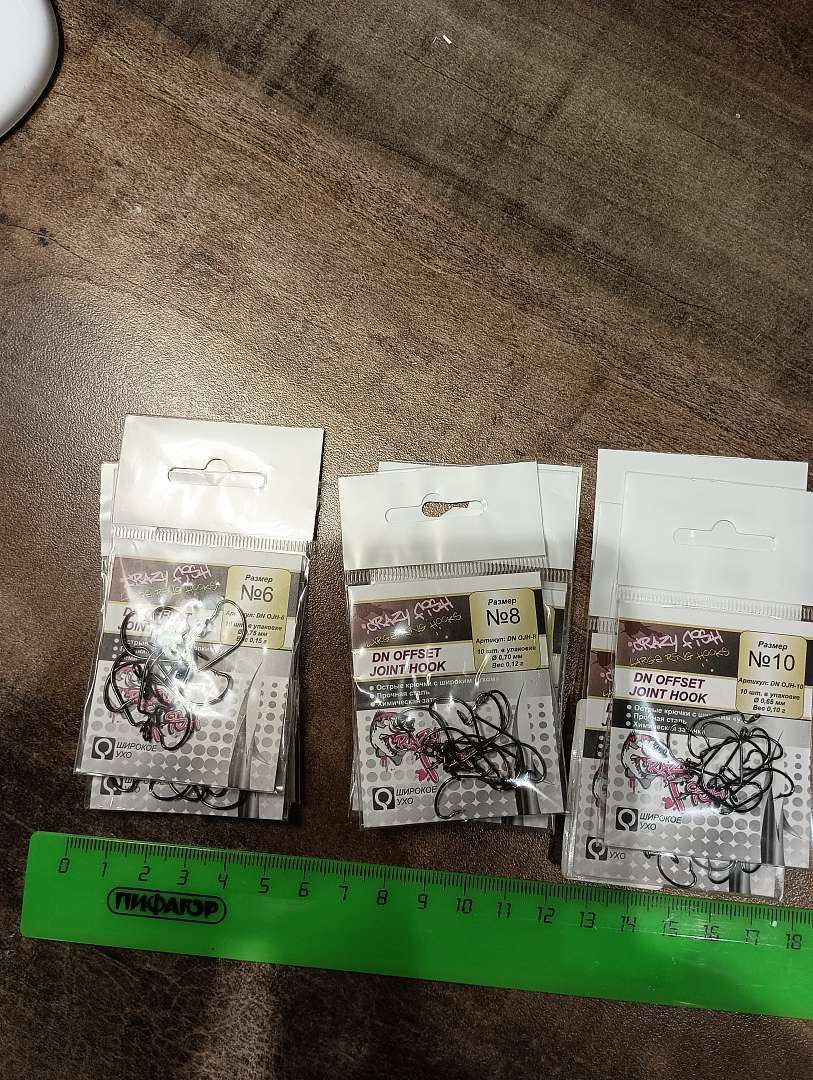 CRAZY FISH
LARGE RING HOOKS
Размер
№6
Артикул: DN OJH-6
10 шт. в упаковке
Ø 0,75 мм
Вес 0,15 г
ШИРОКОЕ
УХО
CRAZY FISH
LARGE RING HOOKS
Размер
№8
Артикул: DN OJH-8
10 шт. в упаковке
Ø 0,70 мм
Вес 0,12 г
DN OFFSET
JOINT HOOK
Острые крючки с широким ухом
Прочная сталь
Химическая
ШИРОКОЕ
УХО
CRAZY FISH
LARGE RING HOOKS
Размер
№10
Артикул: DN OJH-10
10 шт. в упаковке
Ø 0,65 мм
Вес 0,10 г
DN OFFSET
JOINT HOOK
Острые крючки с широким
Прочная сталь
Химическая
ШИРОКОЕ
УХО
УХО
0 1 2 3 4 5 6 7 8 9 10 11 12 13 14 15 16 17 18
ПИФАГОР